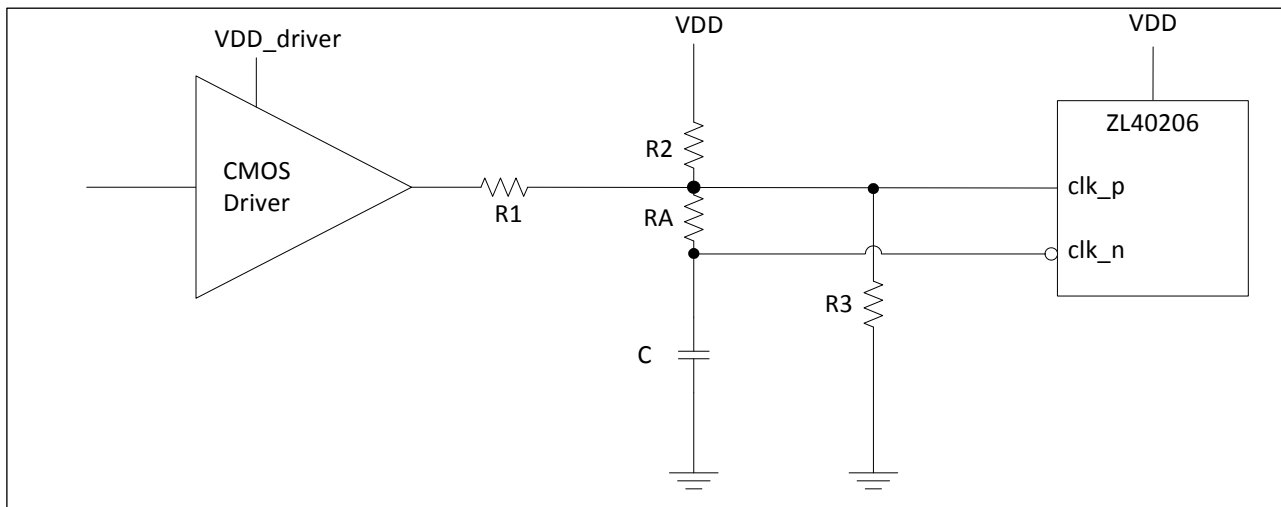 VDD_driver
VDD
VDD
ZL40206
R2
CMOS
Driver
clk_p
R1
RA
clk_n
R3
C